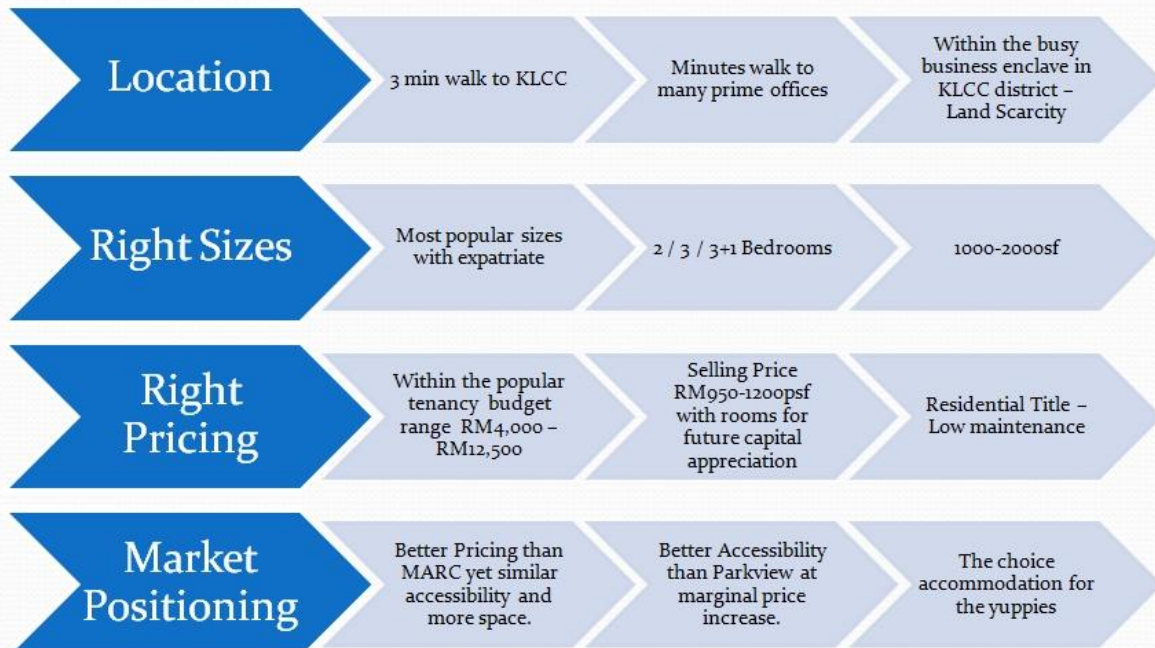 Location
3 min walk to KLCC
Minutes walk to
many prime offices
Within the busy
business enclave in
KLCC district –
Land Scarcity
Right Sizes
Most popular sizes
with expatriate
2 / 3 / 3+1 Bedrooms
1000-2000sf
Right
Pricing
Within the popular
tenancy budget
range RM4,000 –
RM12,500
Selling Price
RM950-1200psf
with rooms for
future capital
appreciation
Residential Title –
Low maintenance
Market
Positioning
Better Pricing than
MARC yet similar
accessibility and
more space.
Better Accessibility
than Parkview at
marginal price
increase.
The choice
accommodation for
the yuppies